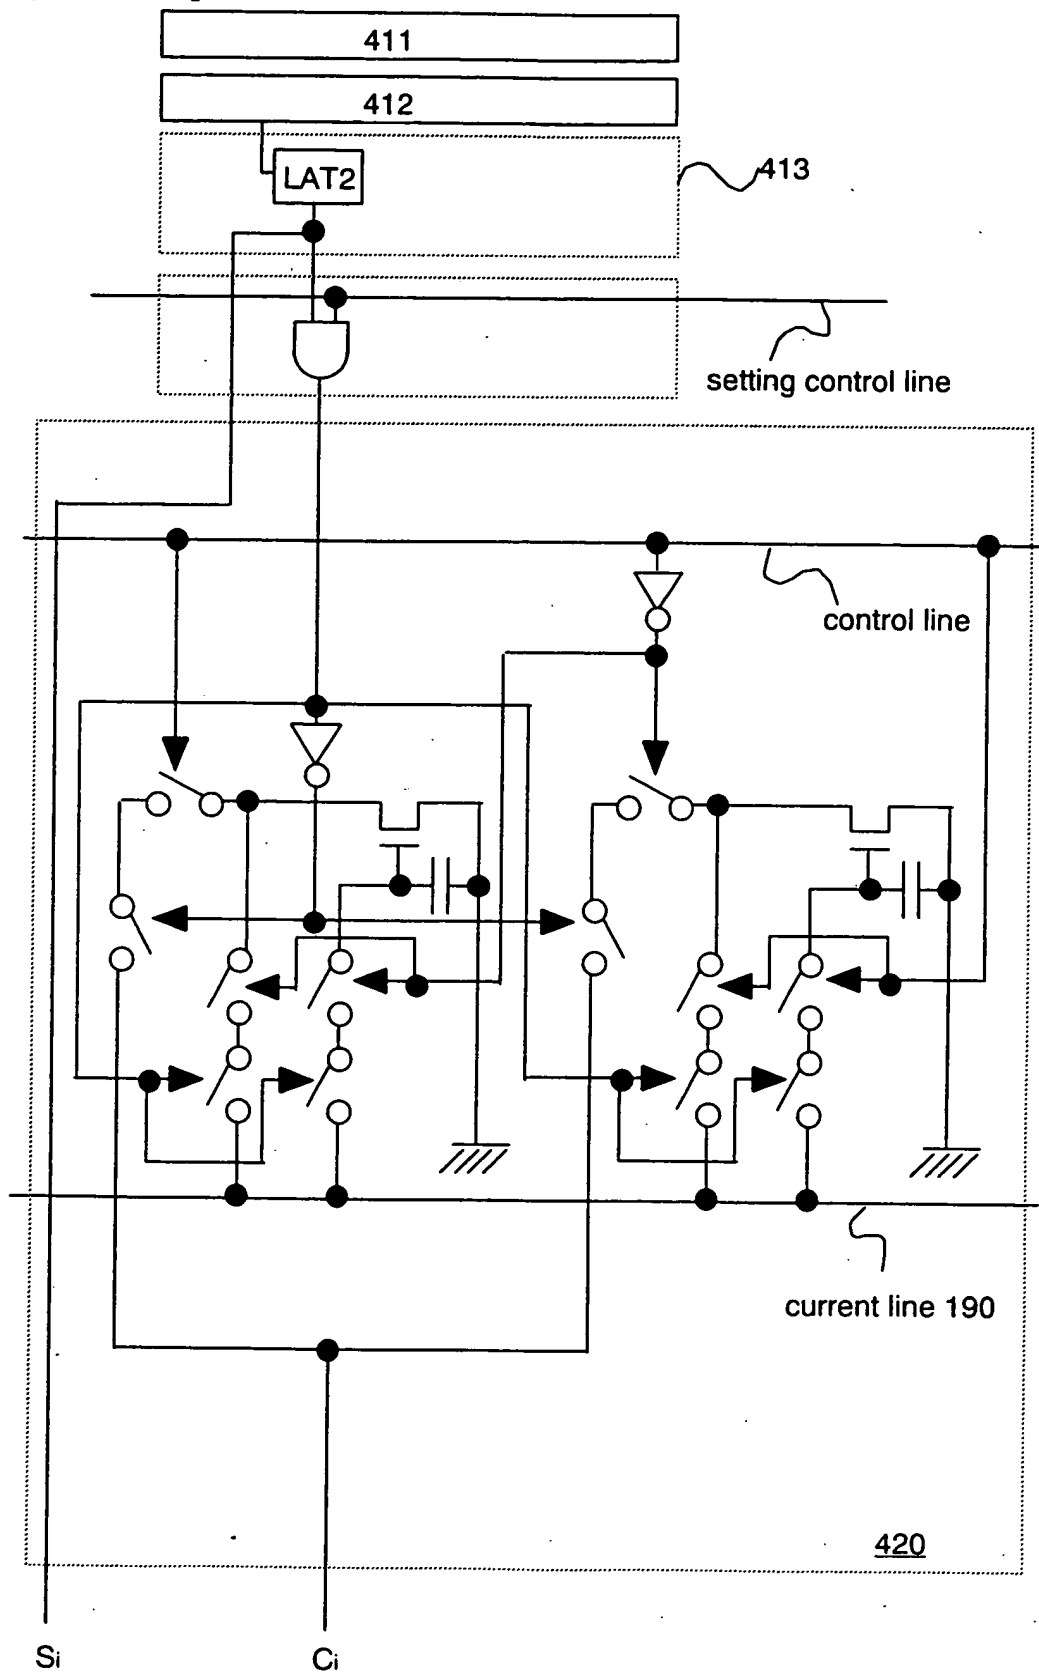 411
412
LAT2
413
setting control line
control line
current line 190
420
Si
Ci